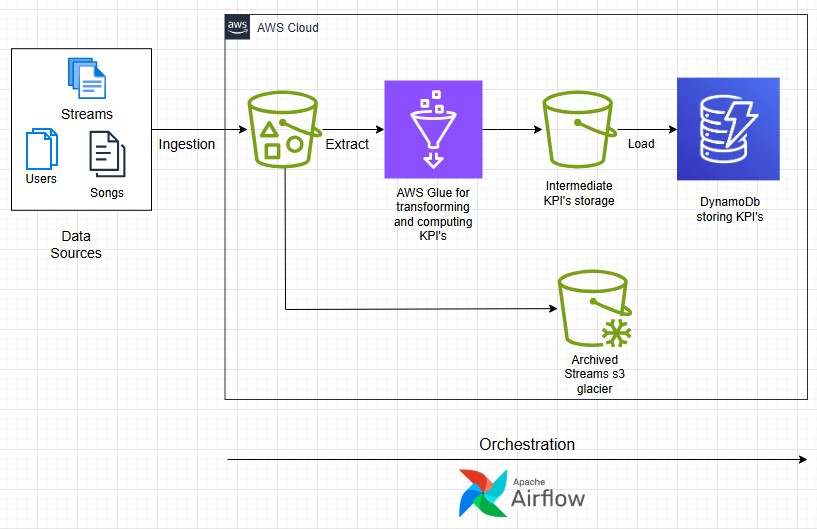 aws
AWS Cloud
Streams
Users
Songs
Data
Sources
Ingestion
Extract
AWS Glue for
transfoorming
and computing
KPI's
Intermediate
KPI's storage
Load
DynamoDb
storing KPI's
Archived
Streams s3
glacier
Orchestration
Apache
Airflow